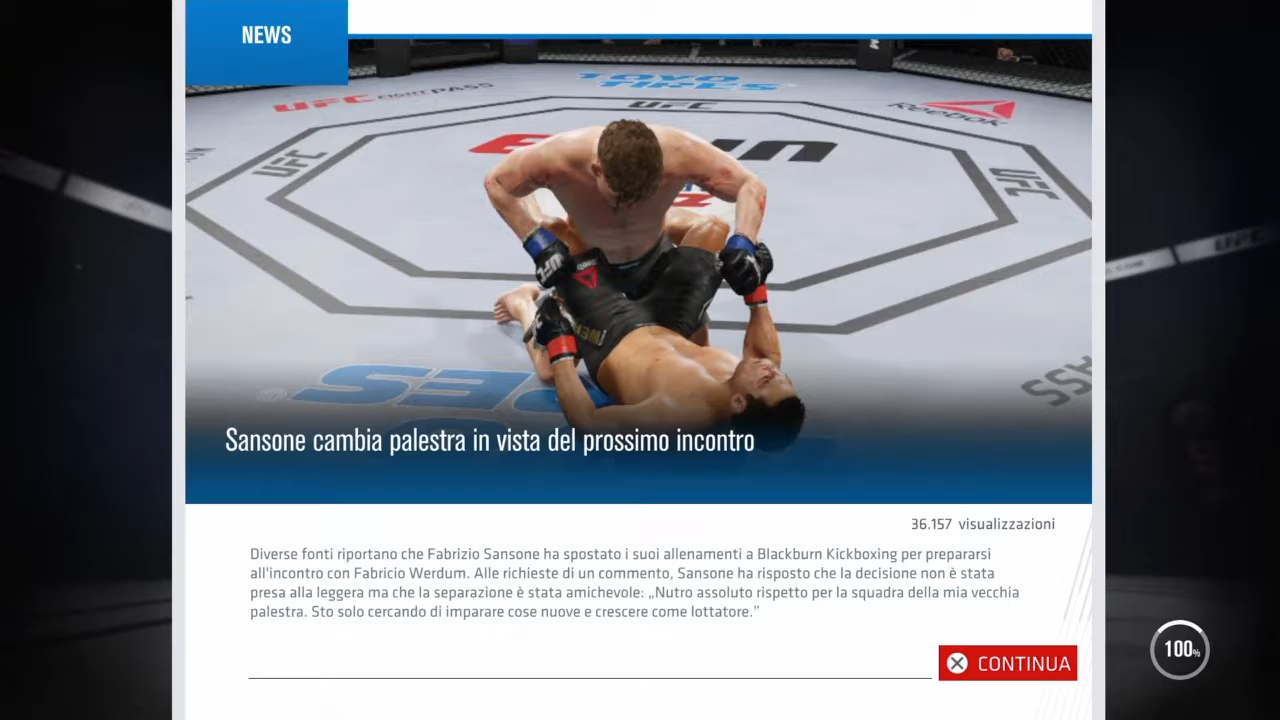 NEWS
TOYO
TIRES
UFC FIGHT PASS
UFC
Reebok
UFC
UFC
UFC
PASS
Sansone cambia palestra in vista del prossimo incontro
36.157 visualizzazioni
Diverse fonti riportano che Fabrizio Sansone ha spostato i suoi allenamenti a Blackburn Kickboxing per prepararsi
all'incontro con Fabricio Werdum. Alle richieste di un commento, Sansone ha risposto che la decisione non è stata
presa alla leggera ma che la separazione è stata amichevole: „Nutro assoluto rispetto per la squadra della mia vecchia
palestra. Sto solo cercando di imparare cose nuove e crescere come lottatore.”
100%
CONTINUA